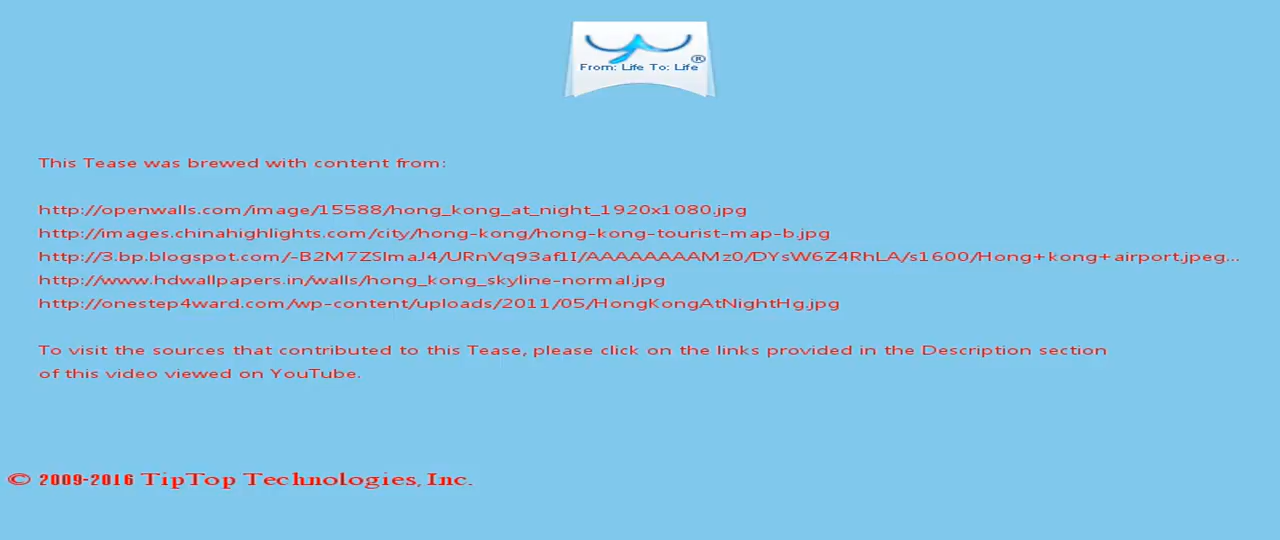 From: Life To: Life®
This Tease was brewed with content from:
http://openwalls.com/image/15588/hong_kong_at_night_1920x1080.jpg
http://images.chinahighlights.com/city/hong-kong/hong-kong-tourist-map-b.jpg
http://3.bp.blogspot.com/-B2M7ZSlmaJ4/URnVq93af1I/AAAAAAAAMz0/DYsW6Z4RhLA/s1600/Hong+kong+airport.jpeg...
http://www.hdwallpapers.in/walls/hong_kong_skyline-normal.jpg
http://onestep4ward.com/wp-content/uploads/2011/05/HongKongAtNightHg.jpg
To visit the sources that contributed to this Tease, please click on the links provided in the Description section
of this video viewed on YouTube.
© 2009-2016 TipTop Technologies, Inc.